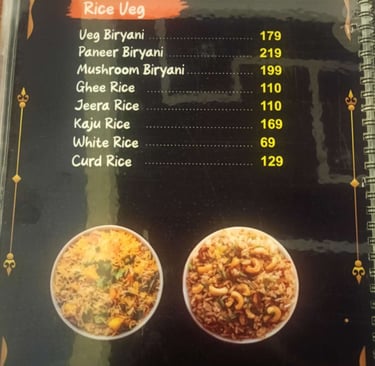 Rice Veg
Veg Biryani 179
Paneer Biryani 219
Mushroom Biryani 199
Ghee Rice 110
Jeera Rice 110
Kaju Rice 169
White Rice 69
Curd Rice 129